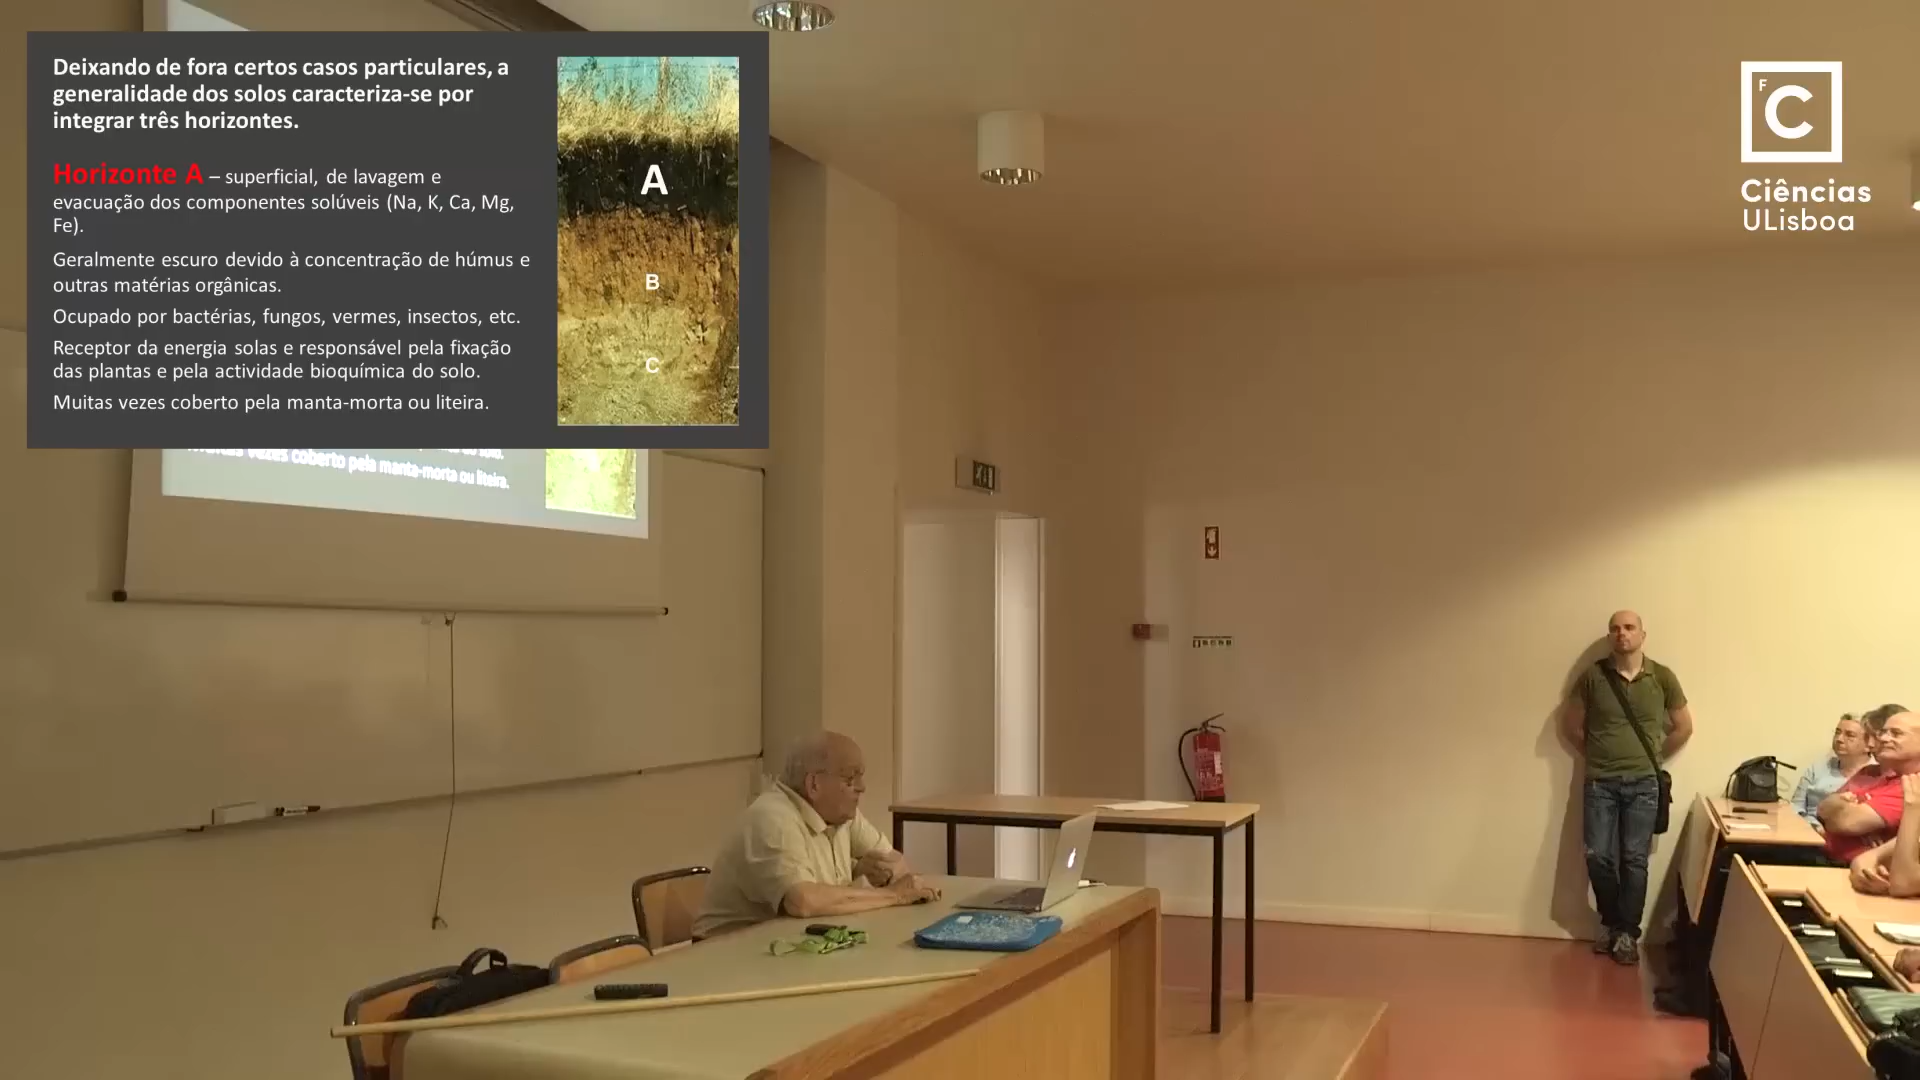 Deixando de fora certos casos particulares, a
generalidade dos solos caracteriza-se por
integrar três horizontes.
Horizonte A – superficial, de lavagem e
evacuação dos componentes solúveis (Na, K, Ca, Mg,
Fe).
Geralmente escuro devido à concentração de húmus e
outras matérias orgânicas.
Ocupado por bactérias, fungos, vermes, insectos, etc.
Receptor da energia solas e responsável pela fixação
das plantas e pela actividade bioquímica do solo.
Muitas vezes coberto pela manta-morta ou liteira.
A
B
C
vezes coberto pela manta-morta ou liteira.
F
C
Ciências
ULisboa